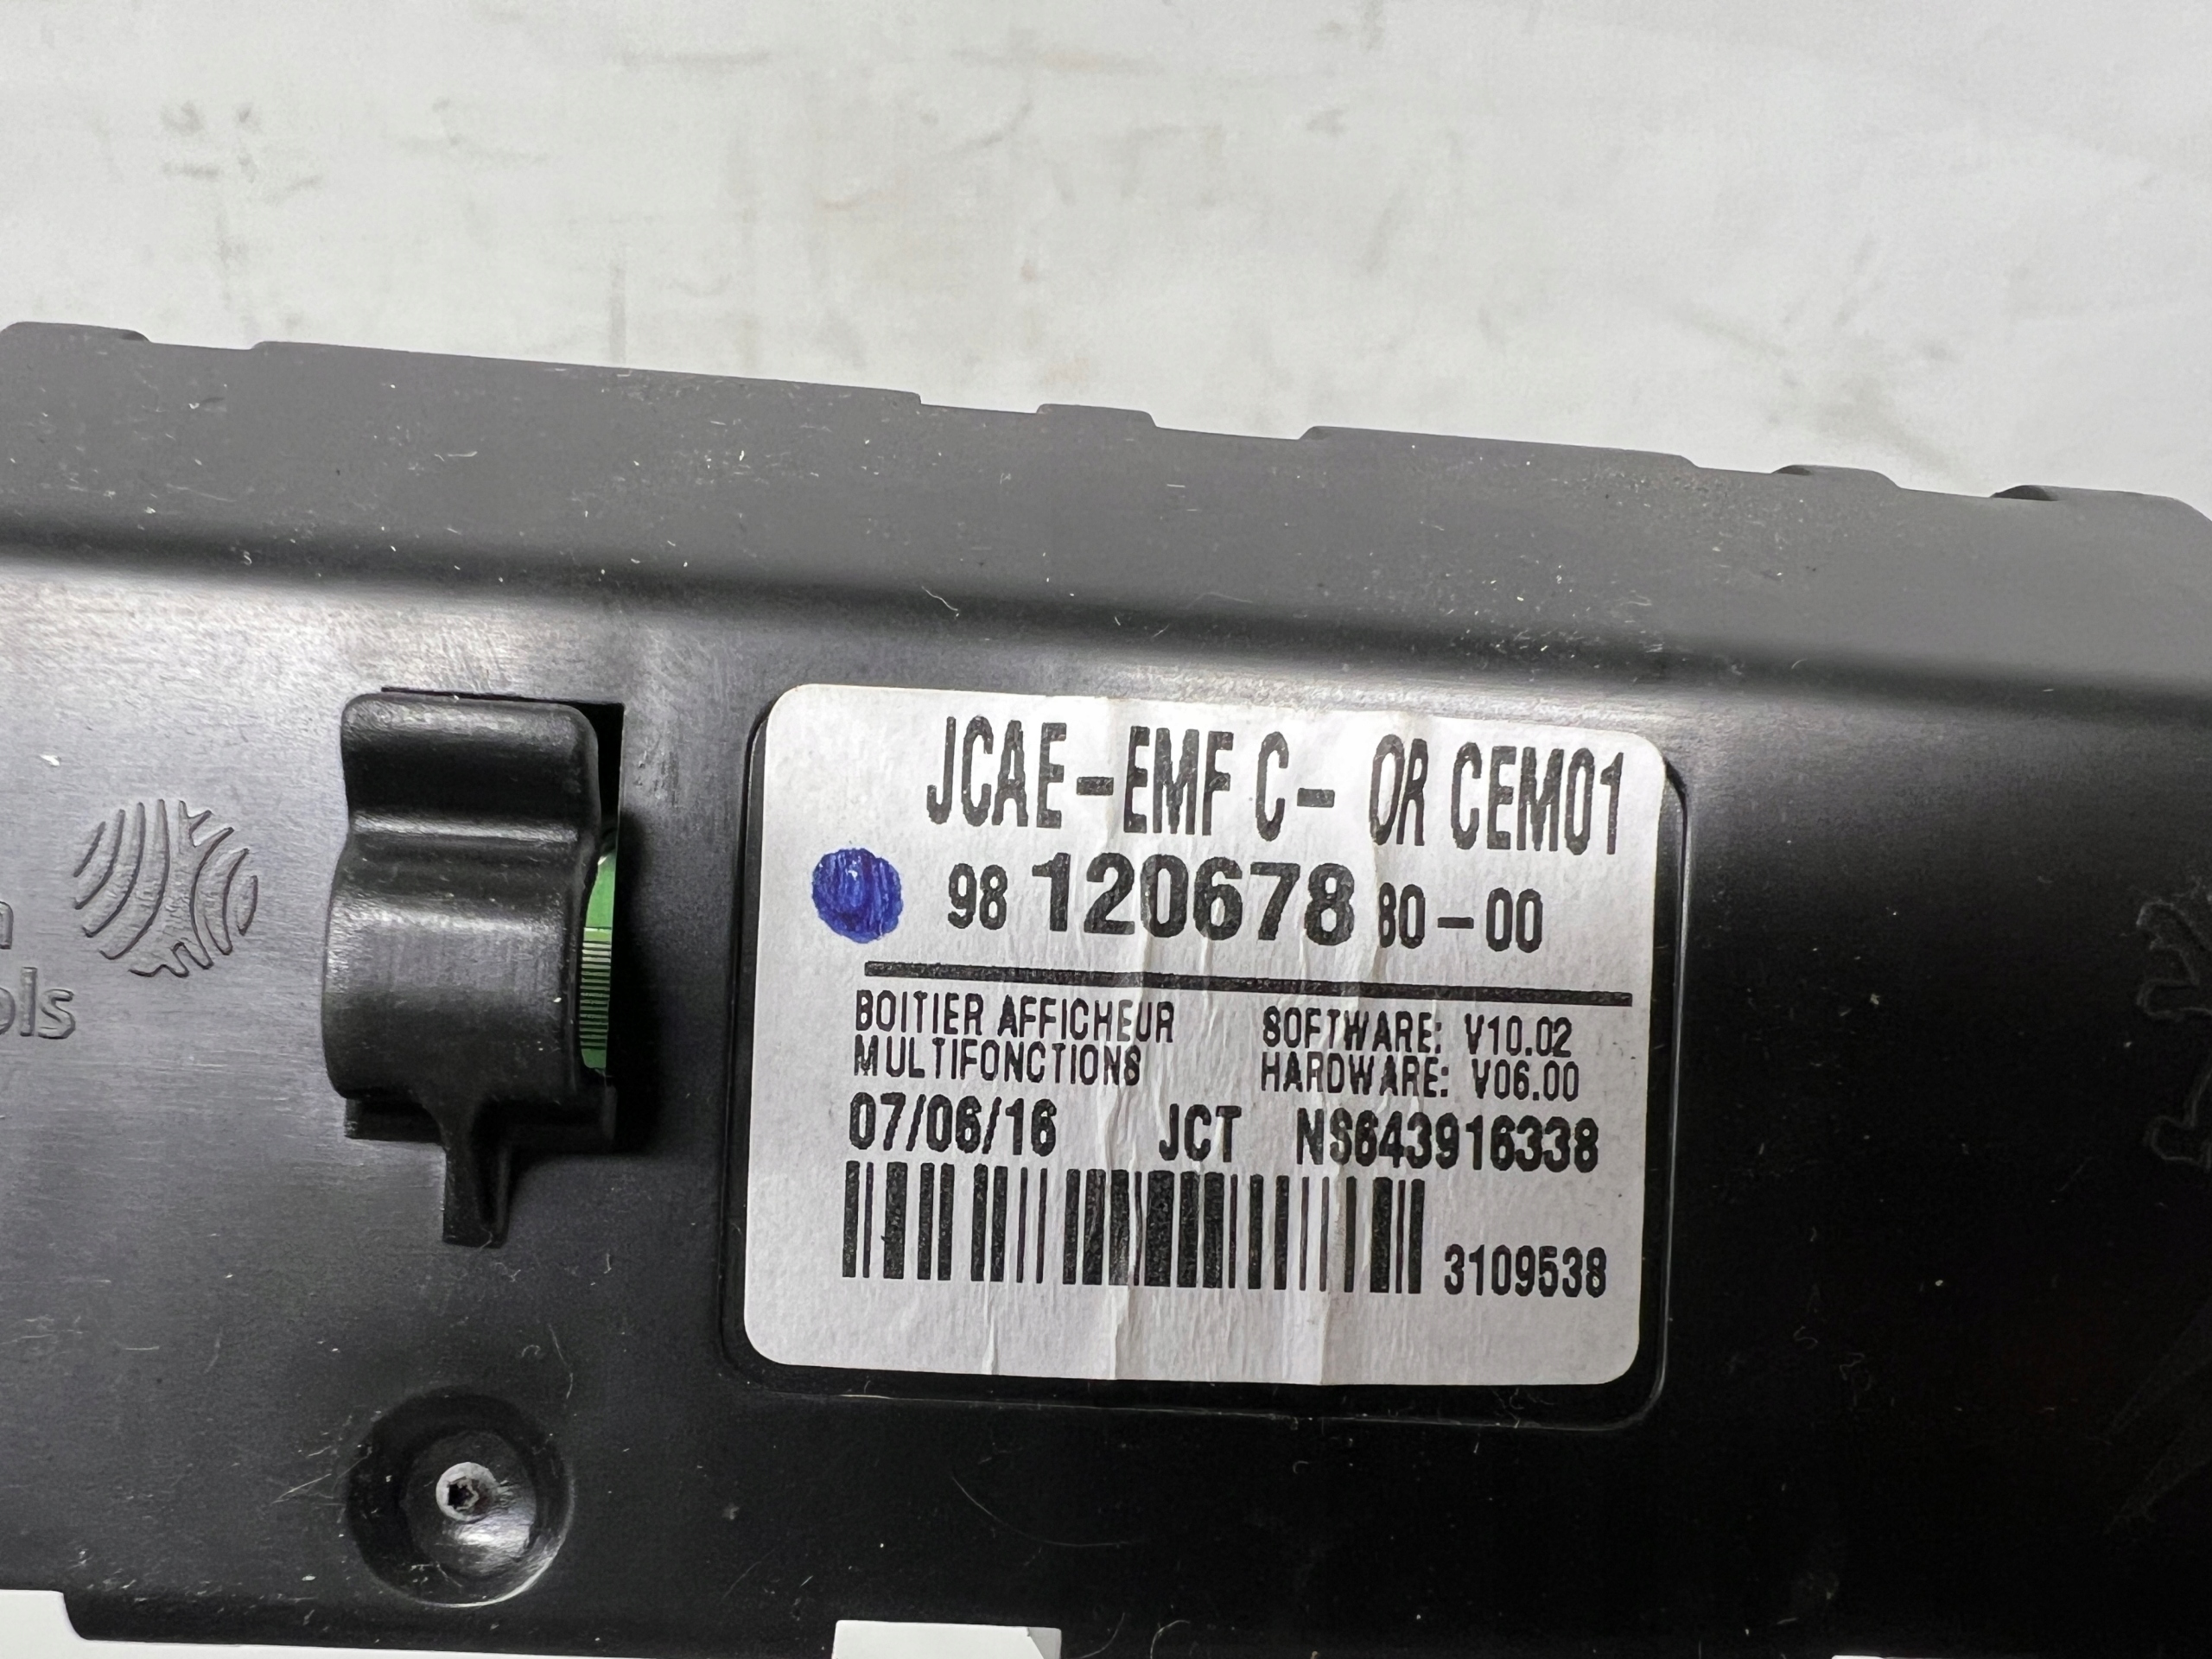 JCAE-EMF C- OR CEM01
98 120678 80-00
BOITIER AFFICHEUR
MULTIFONCTIONS
SOFTWARE: V10.02
HARDWARE: V06.00
07/06/16 JCT NS643916338
3109538
ols